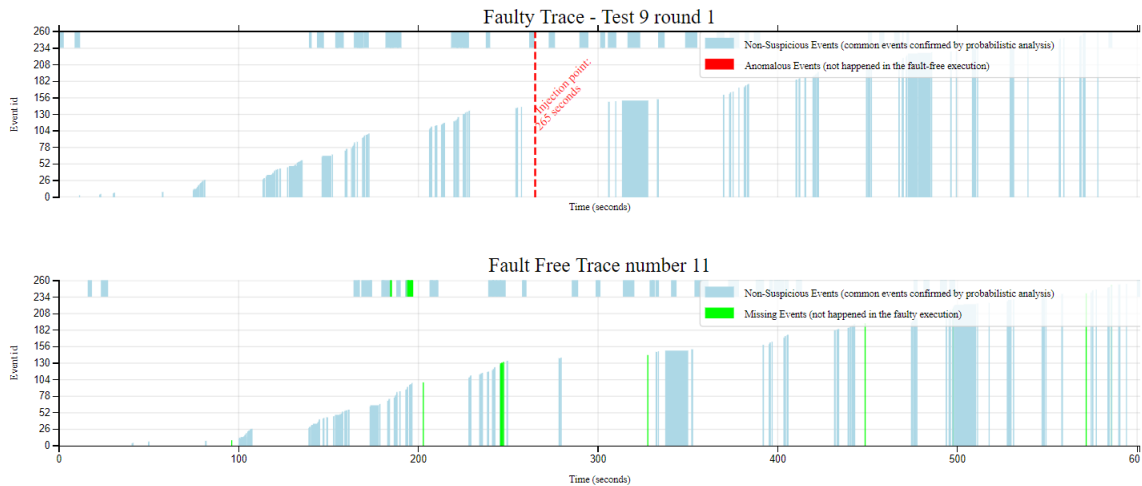 Faulty Trace - Test 9 round 1
260
234
208
182
156
130
104
78
52
26
0
Event id
Non-Suspicious Events (common events confirmed by probabilistic analysis)
Anomalous Events (not happened in the fault-free execution)
Injection point:
265 seconds
Time (seconds)
Fault Free Trace number 11
260
234
208
182
156
130
104
78
52
26
0
Event id
Non-Suspicious Events (common events confirmed by probabilistic analysis)
Missing Events (not happened in the faulty execution)
0 100 200 300 400 500 60
Time (seconds)